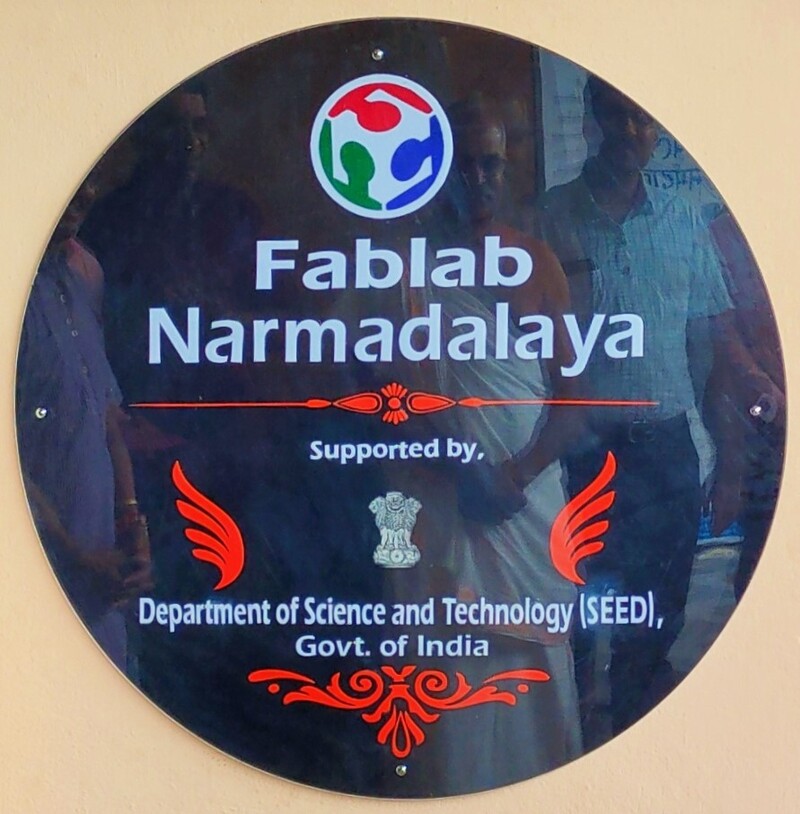 Fablab
Narmadalaya
Supported by,
Department of Science and Technology (SEED),
Govt. of India